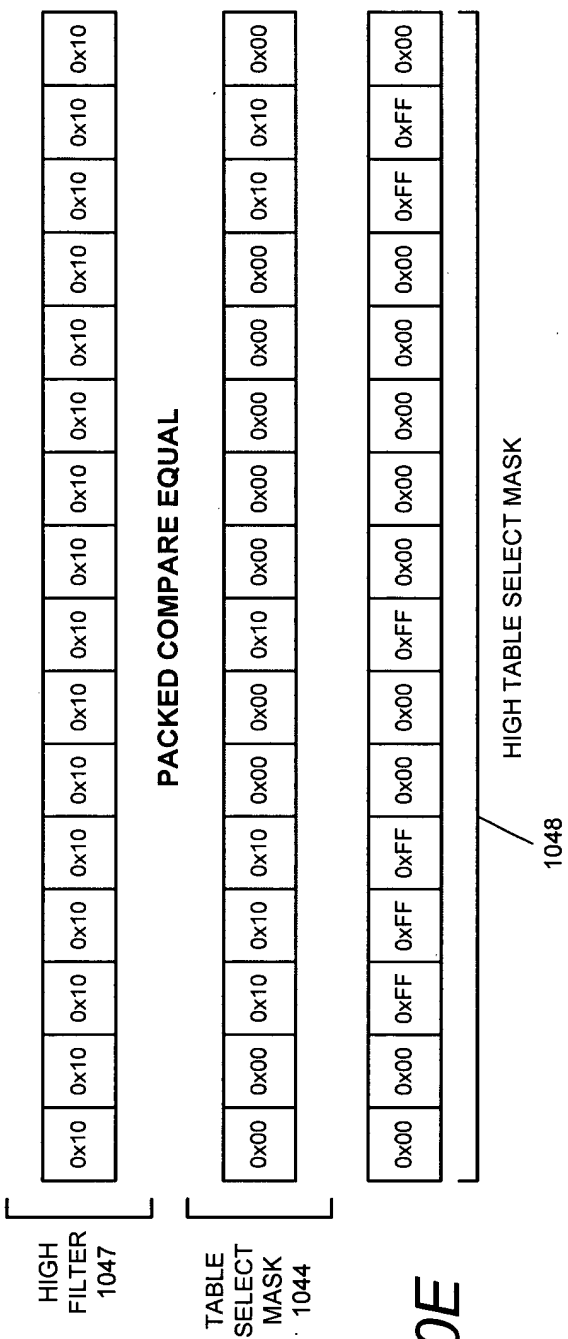 HIGH
FILTER
1047
0x10 0x10 0x10 0x10 0x10 0x10 0x10 0x10 0x10 0x10 0x10 0x10 0x10 0x10 0x10 0x10
PACKED COMPARE EQUAL
TABLE
SELECT
MASK
1044
0x00 0x00 0x10 0x10 0x10 0x00 0x00 0x10 0x00 0x00 0x00 0x00 0x00 0x10 0x10 0x00
0x00 0x00 0xFF 0xFF 0xFF 0x00 0x00 0xFF 0x00 0x00 0x00 0x00 0x00 0xFF 0xFF 0x00
HIGH TABLE SELECT MASK
1048
0E